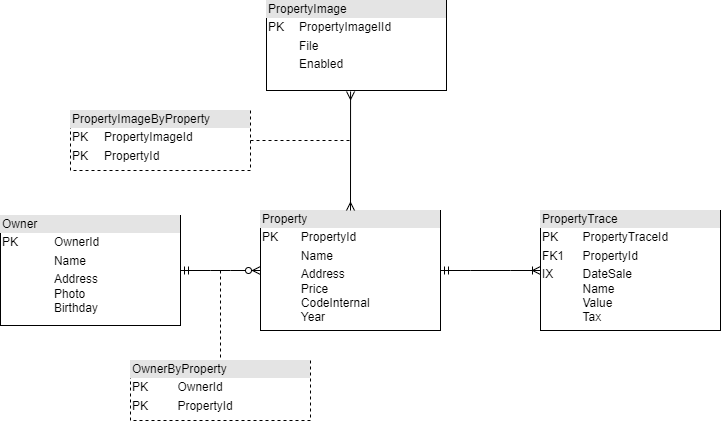 PropertyImage
PK PropertyImageIId
File
Enabled
PropertyImageByProperty
PK PropertyImageId
PK PropertyId
Owner
PK OwnerId
Name
Address
Photo
Birthday
Property
PK PropertyId
Name
Address
Price
CodeInternal
Year
PropertyTrace
PK PropertyTraceId
FK1 PropertyId
IX DateSale
Name
Value
Tax
OwnerByProperty
PK OwnerId
PK PropertyId